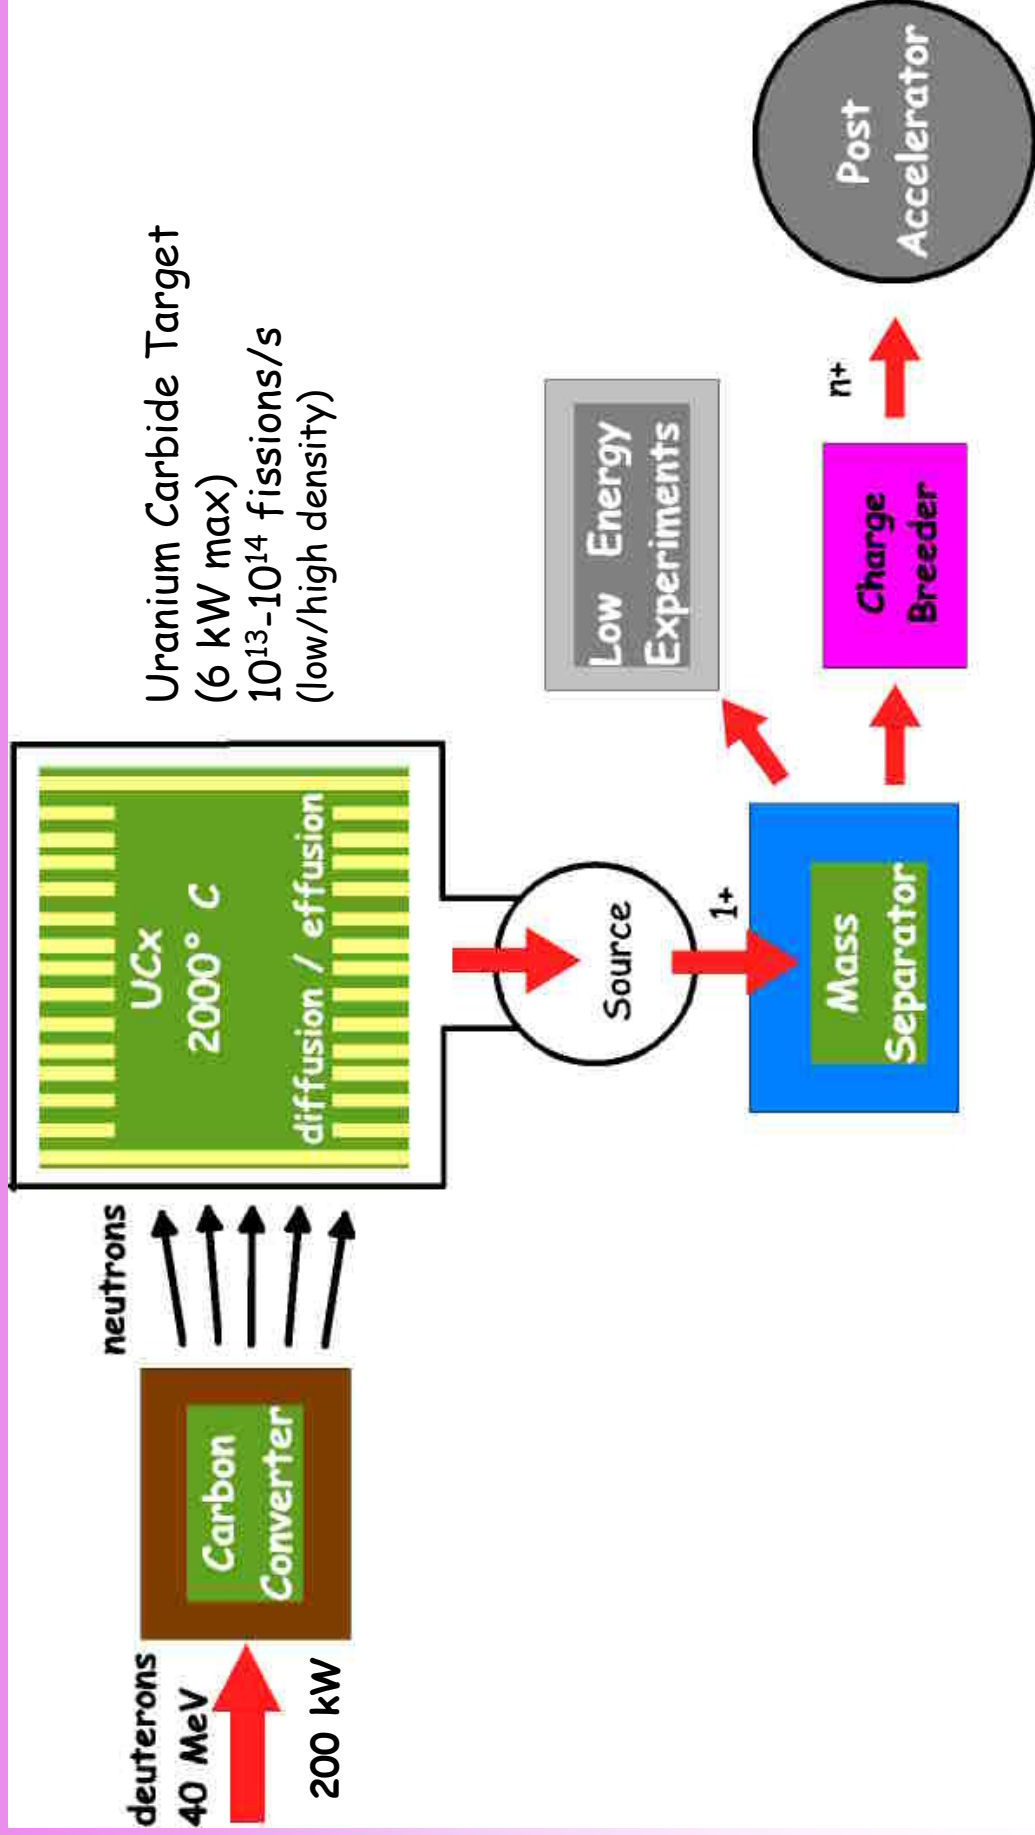 deuterons
40 MeV
200 kW
Carbon
Converter
neutrons
UCx
2000° C
diffusion / effusion
Uranium Carbide Target
(6 kW max)
10¹³-10¹⁴ fissions/s
(low/high density)
Source
1+
Mass
Separator
Low Energy
Experiments
Charge
Breeder
n+
Post
Accelerator